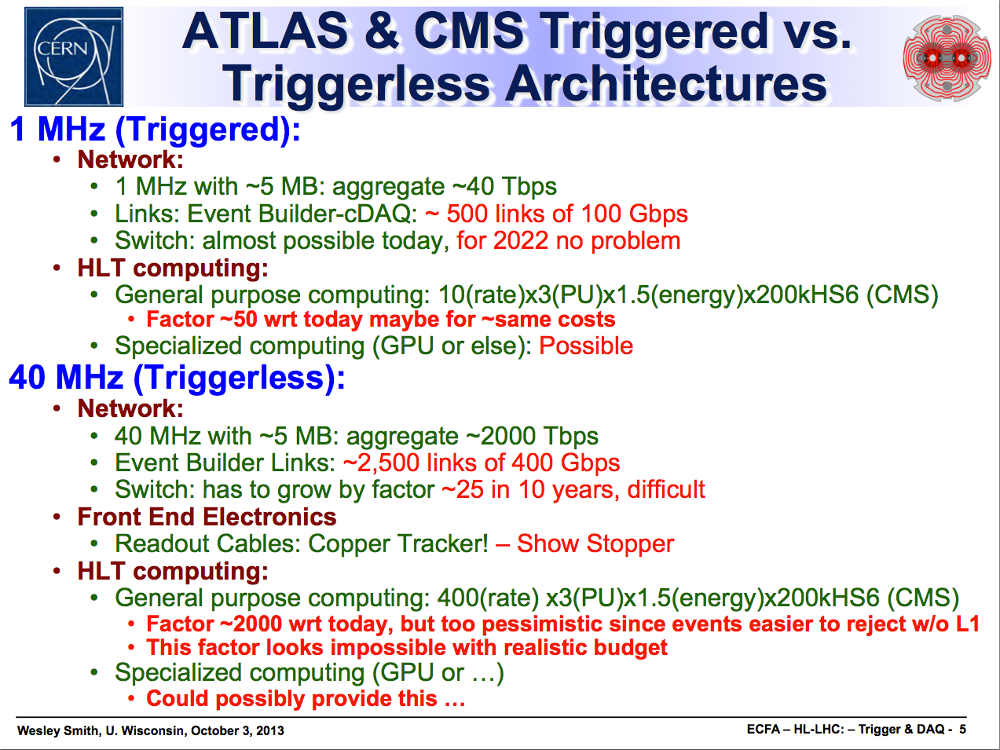 CERN
ATLAS & CMS Triggered vs.
Triggerless Architectures
1 MHz (Triggered):
• Network:
• 1 MHz with ~5 MB: aggregate ~40 Tbps
• Links: Event Builder-cDAQ: ~ 500 links of 100 Gbps
• Switch: almost possible today, for 2022 no problem
• HLT computing:
• General purpose computing: 10(rate)x3(PU)x1.5(energy)x200kHS6 (CMS)
• Factor ~50 wrt today maybe for ~same costs
• Specialized computing (GPU or else): Possible
40 MHz (Triggerless):
• Network:
• 40 MHz with ~5 MB: aggregate ~2000 Tbps
• Event Builder Links: ~2,500 links of 400 Gbps
• Switch: has to grow by factor ~25 in 10 years, difficult
• Front End Electronics
• Readout Cables: Copper Tracker! – Show Stopper
• HLT computing:
• General purpose computing: 400(rate) x3(PU)x1.5(energy)x200kHS6 (CMS)
• Factor ~2000 wrt today, but too pessimistic since events easier to reject w/o L1
• This factor looks impossible with realistic budget
• Specialized computing (GPU or …)
• Could possibly provide this …
Wesley Smith, U. Wisconsin, October 3, 2013
ECFA – HL-LHC: – Trigger & DAQ - 5